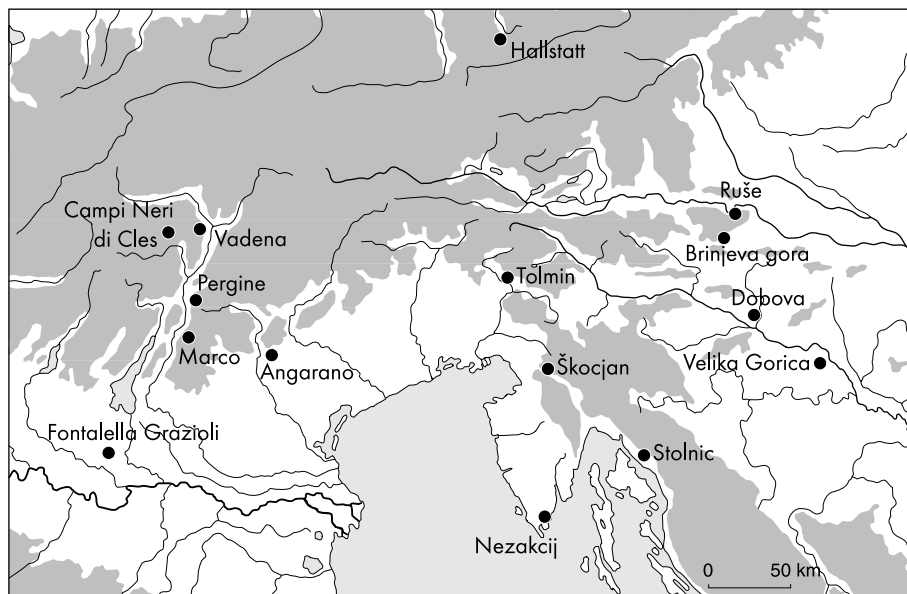 Hallstatt
Ruše
Campi Neri
di Cles
Vadena
Brinjeva gora
Tolmin
Pergine
Dobova
Marco
Angarano
Škocjan
Velika Gorica
Fontalella Grazioli
Stolnic
Nezakcij
0 50 km